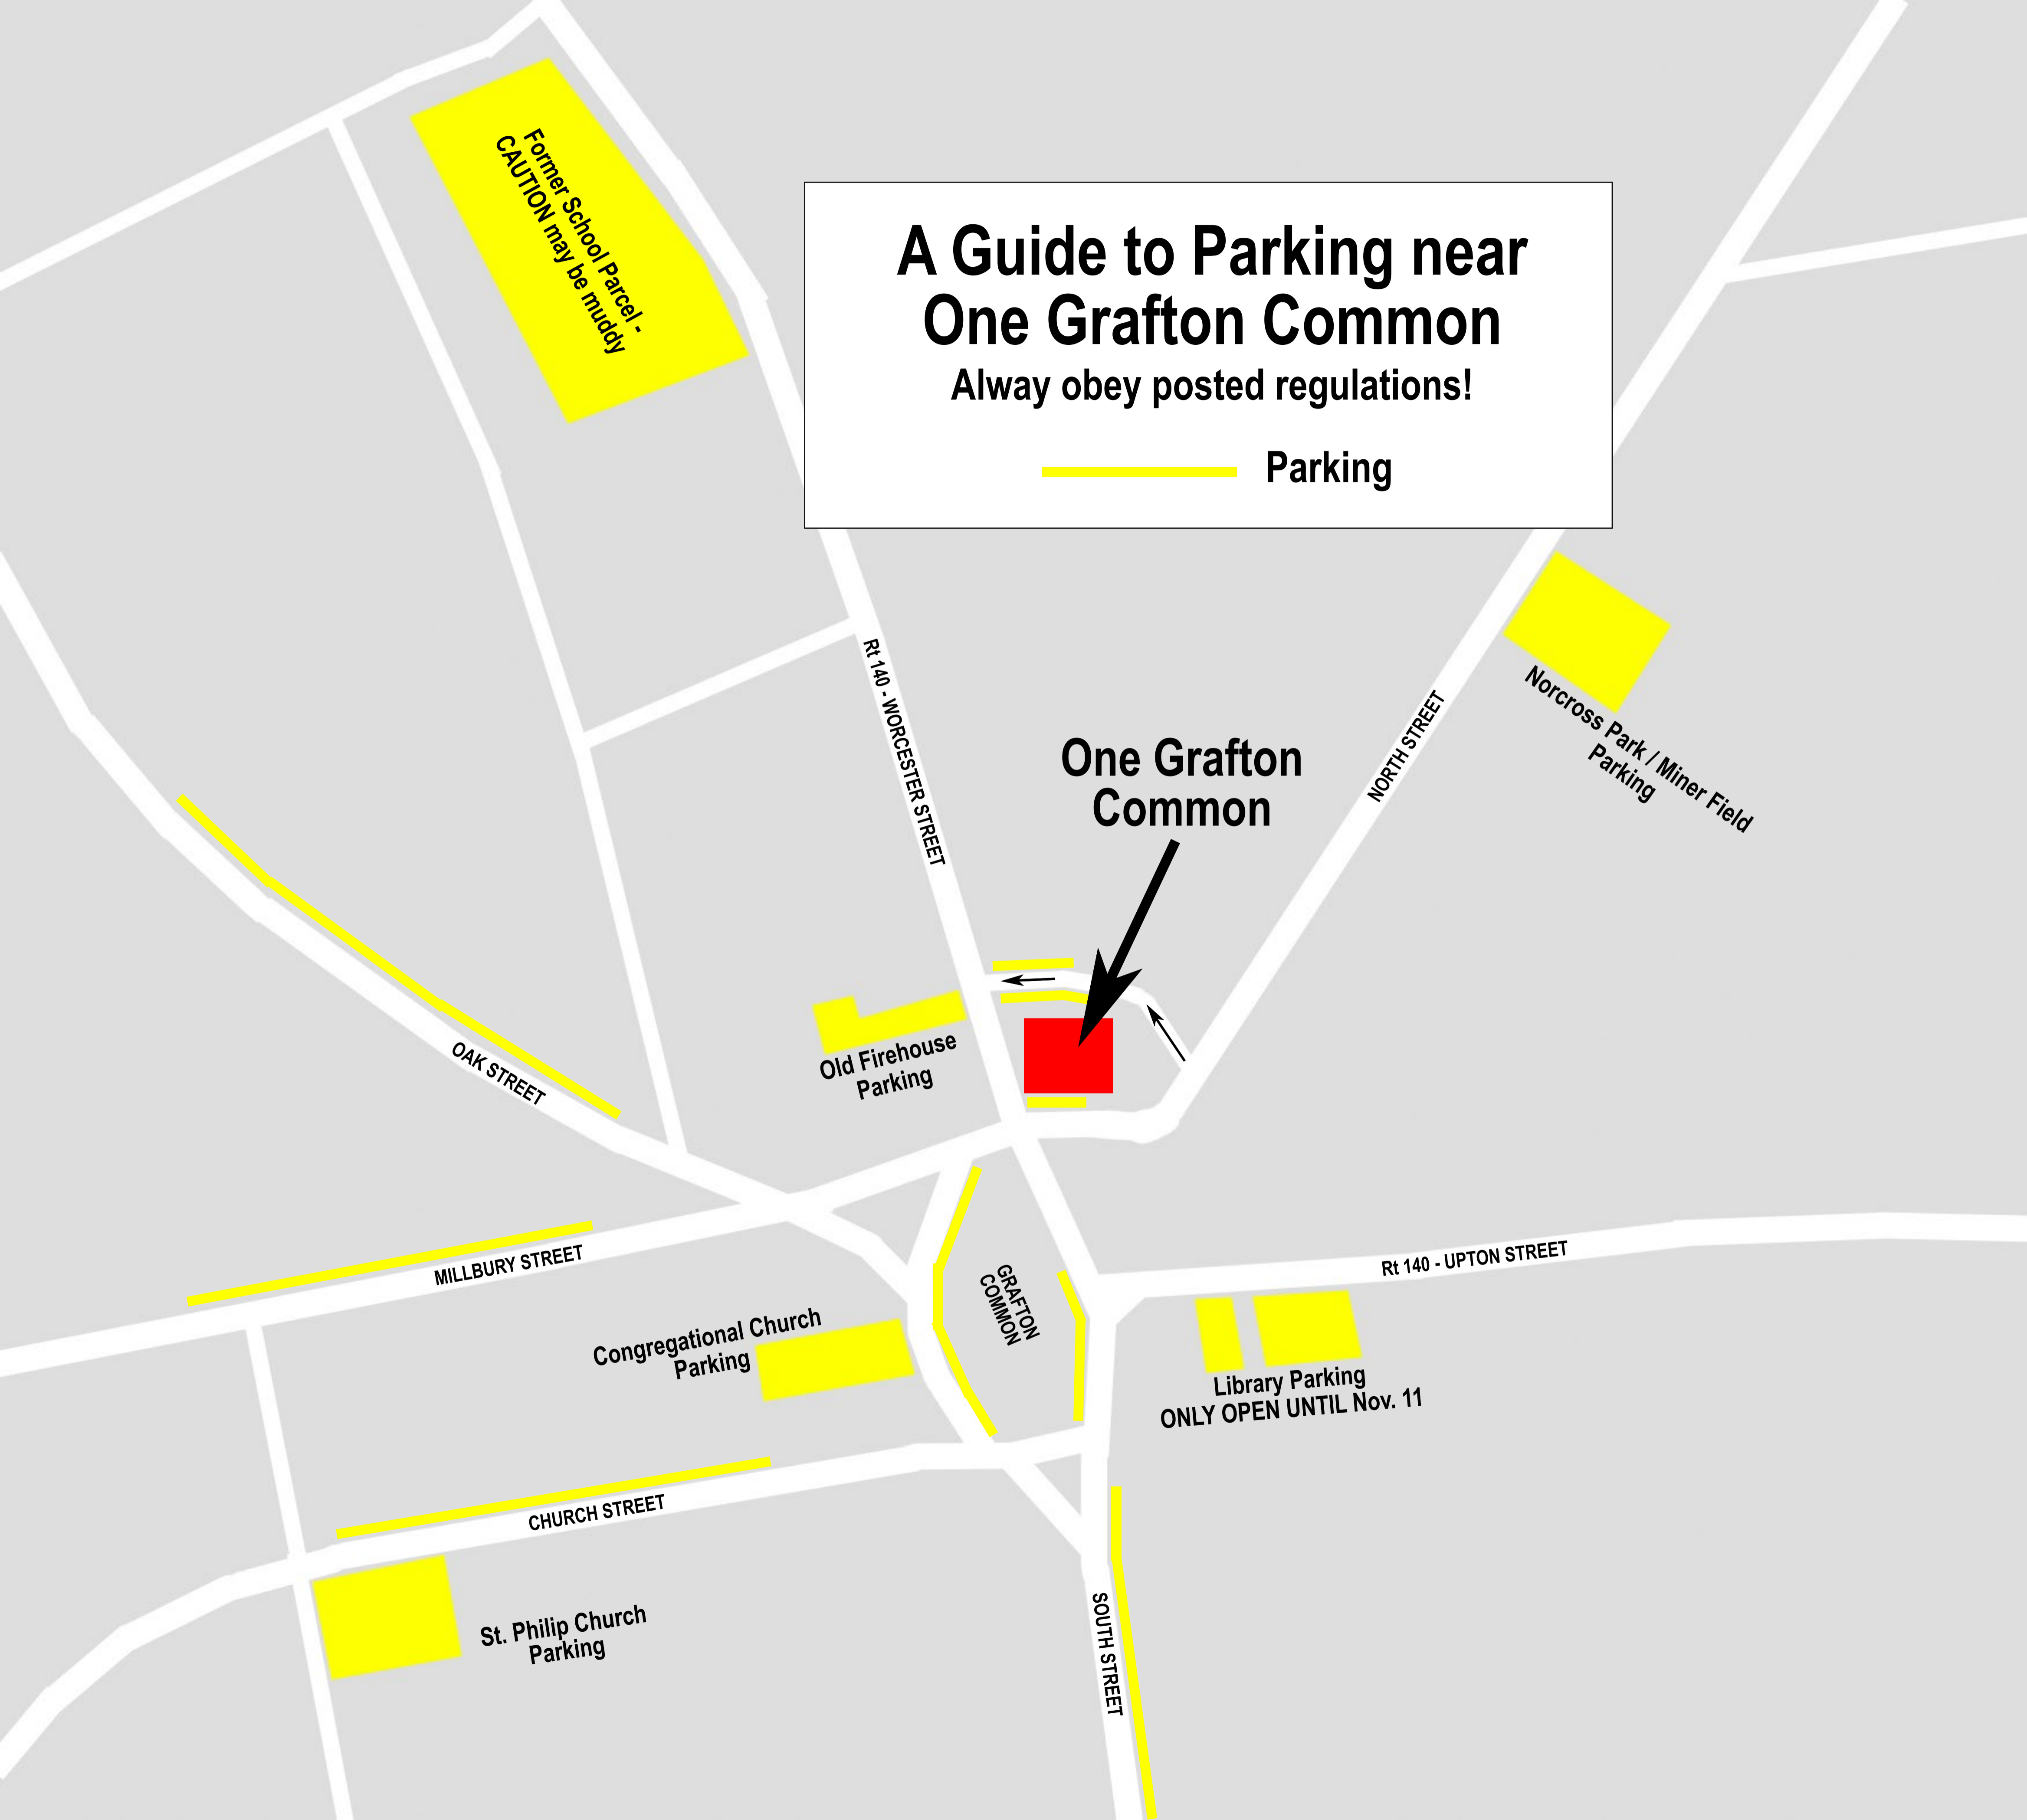 Former School Parcel -
CAUTION may be muddy
A Guide to Parking near
One Grafton Common
Alway obey posted regulations!
Parking
Rt 140 - WORCESTER STREET
NORTH STREET
Norcross Park / Miner Field
Parking
One Grafton
Common
Old Firehouse
Parking
OAK STREET
MILLBURY STREET
GRAFTON
COMMON
Rt 140 - UPTON STREET
Congregational Church
Parking
Library Parking
ONLY OPEN UNTIL Nov. 11
CHURCH STREET
St. Philip Church
Parking
SOUTH STREET